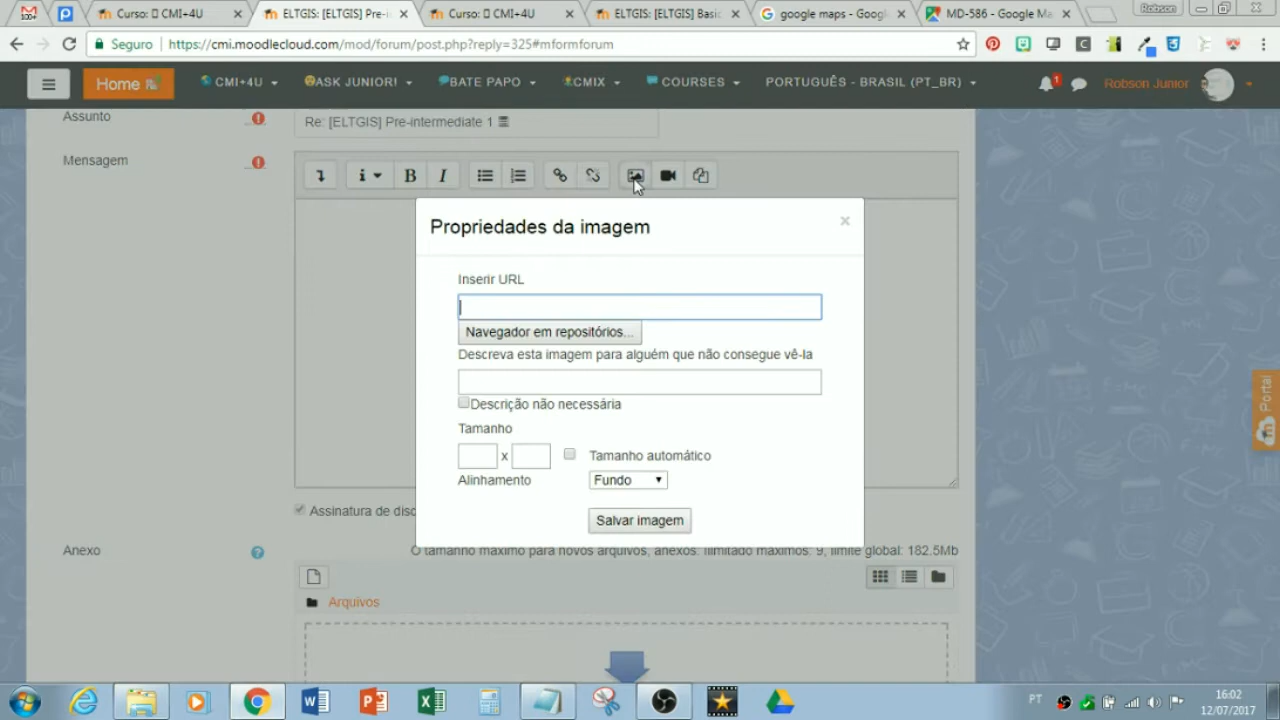 100+
Curso: CMI+4U
ELTGIS: [ELTGIS] Pre-i
Curso: CMI+4U
ELTGIS: [ELTGIS] Basic
google maps - Googl
MD-586 - Google Ma
Robson
Seguro
https://cmi.moodlecloud.com/mod/forum/post.php?reply=325#mformforum
Home
CMI+4U
ASK JUNIOR!
BATE PAPO
CMIX
COURSES
PORTUGUÊS - BRASIL (PT_BR)
1
Robson Junior
Assunto
Re: [ELTGIS] Pre-intermediate 1
Mensagem
Propriedades da imagem
Inserir URL
Navegador em repositórios...
Descreva esta imagem para alguém que não consegue vê-la
Descrição não necessária
Tamanho
x
Tamanho automático
Alinhamento
Fundo
Salvar imagem
Assinatura de disc
Anexo
O tamanho máximo para novos arquivos, anexos: Ilimitado máximos: 9, limite global: 182.5Mb
Arquivos
Portal
PT
16:02
12/07/2017